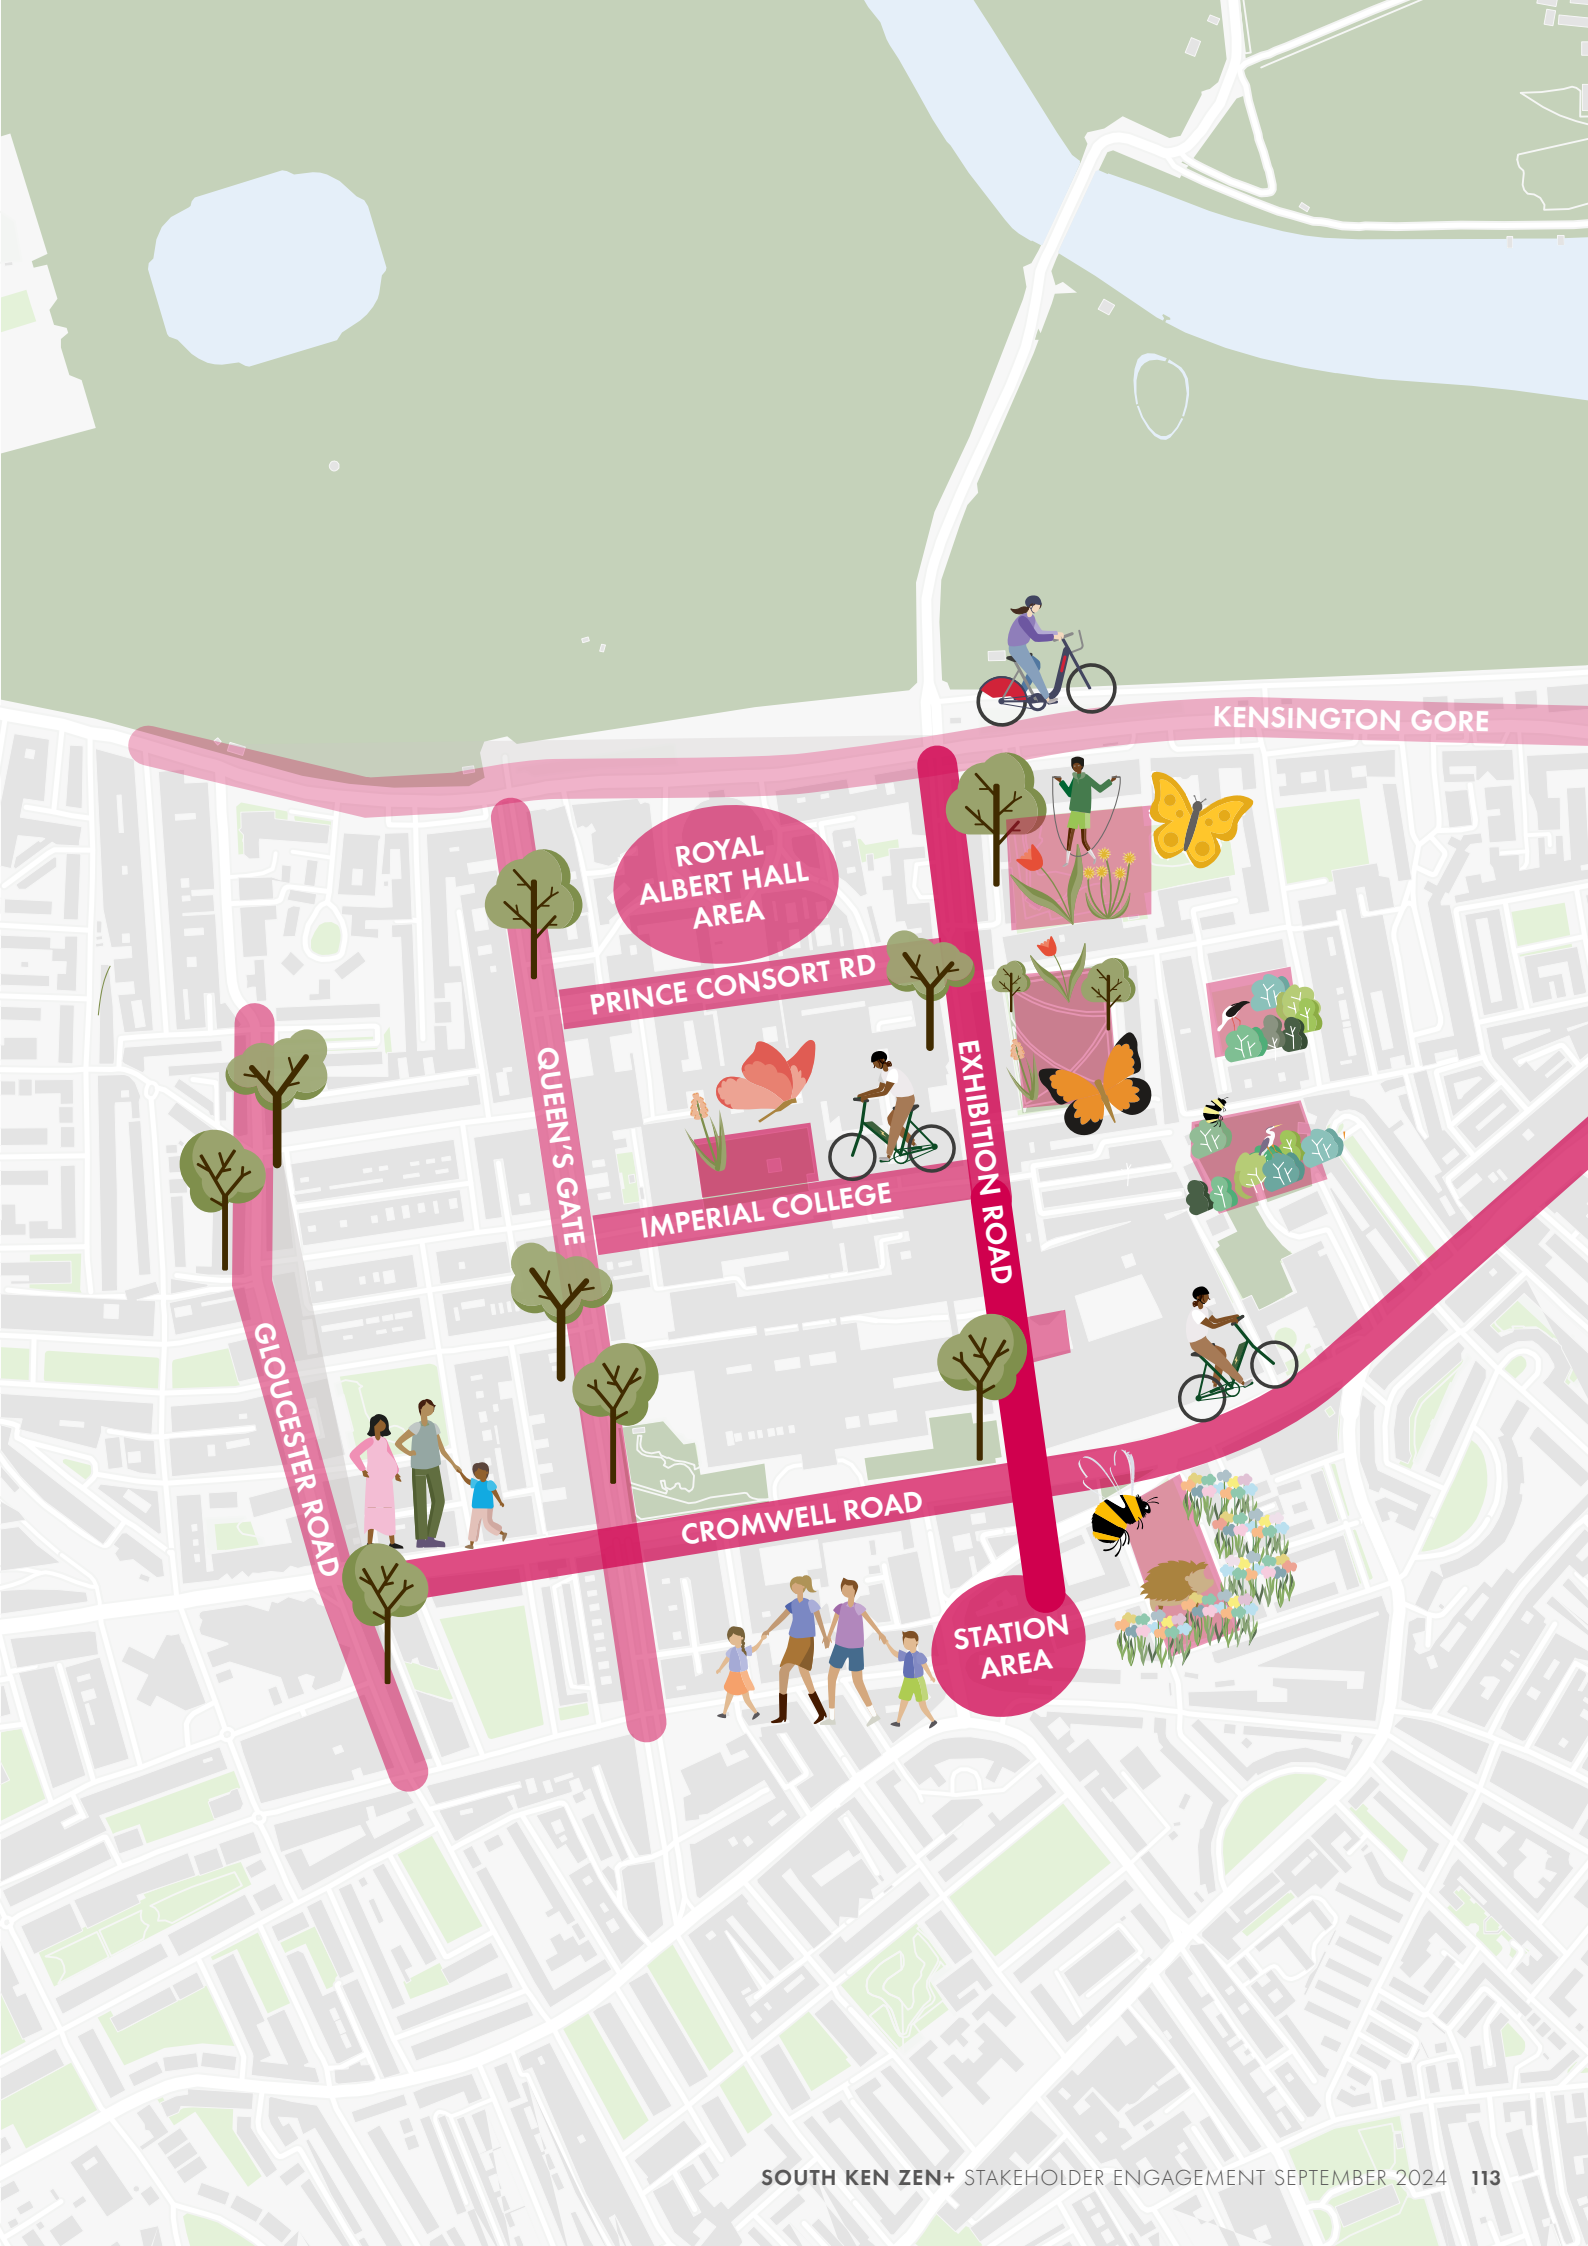 KENSINGTON GORE
ROYAL
ALBERT HALL
AREA
PRINCE CONSORT RD
QUEEN'S GATE
EXHIBITION ROAD
IMPERIAL COLLEGE
GLOUCESTER ROAD
CROMWELL ROAD
STATION
AREA
SOUTH KEN ZEN+ STAKEHOLDER ENGAGEMENT SEPTEMBER 2024 113